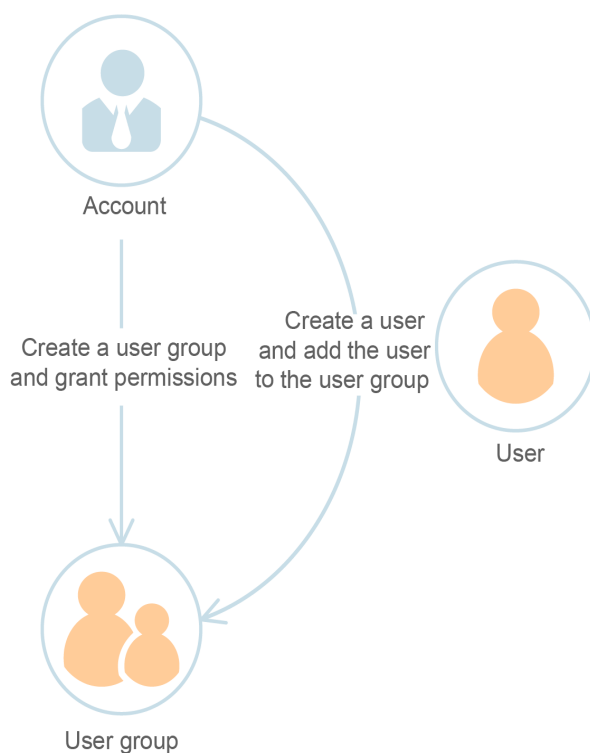 Account
Create a user group
and grant permissions
Create a user
and add the user
to the user group
User
User group